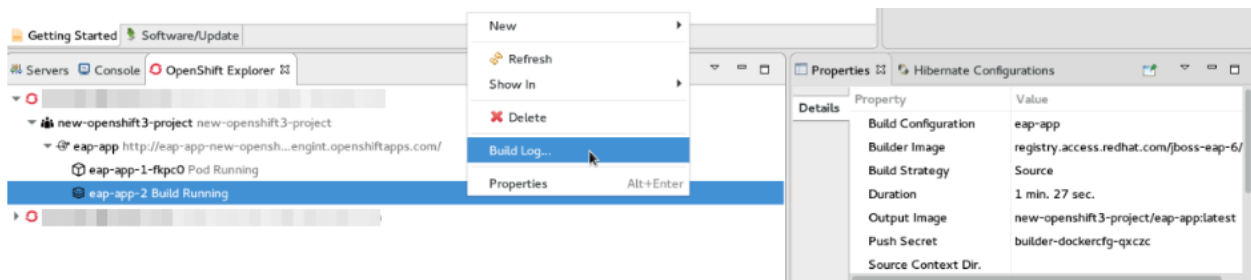 Getting Started Software/Update
Servers Console OpenShift Explorer
new-openshift3-project new-openshift3-project
eap-app http://eap-app-new-opensh...engint.openshiftapps.com/
eap-app-1-fkpc0 Pod Running
eap-app-2 Build Running
New
Refresh
Show In
Delete
Build Log...
Properties Alt+Enter
Properties Hibernate Configurations
Details
Property Value
Build Configuration eap-app
Builder Image registry.access.redhat.com/jboss-eap-6/
Build Strategy Source
Duration 1 min. 27 sec.
Output Image new-openshift3-project/eap-app:latest
Push Secret builder-dockercfg-qxczc
Source Context Dir.